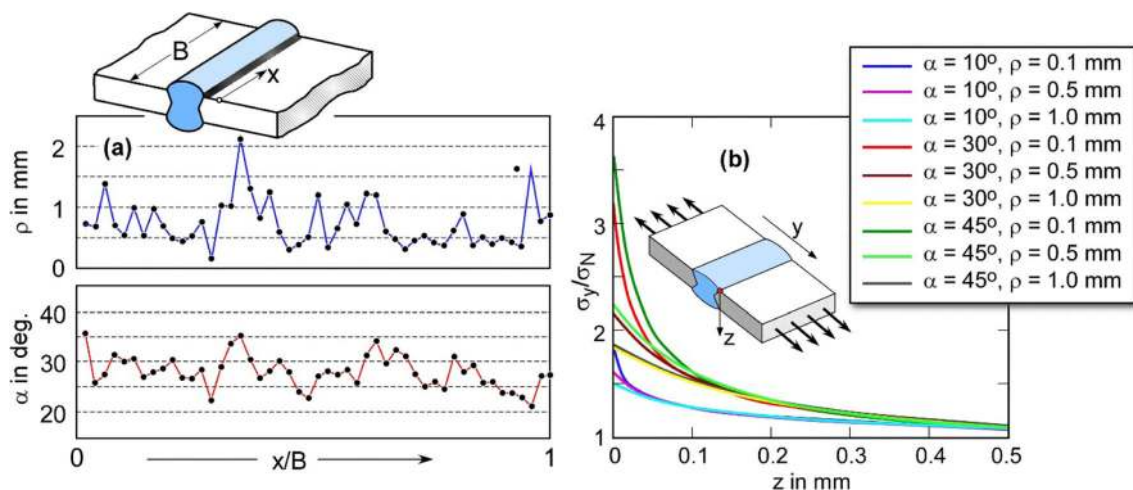 B
x
(a)
ρ in mm
2
1
0
α in deg.
40
30
20
0
x/B
1
(b)
σy/σN
4
3
2
1
y
z
0
0.1
0.2
0.3
0.4
0.5
z in mm
α = 10º, ρ = 0.1 mm
α = 10º, ρ = 0.5 mm
α = 10º, ρ = 1.0 mm
α = 30º, ρ = 0.1 mm
α = 30º, ρ = 0.5 mm
α = 30º, ρ = 1.0 mm
α = 45º, ρ = 0.1 mm
α = 45º, ρ = 0.5 mm
α = 45º, ρ = 1.0 mm